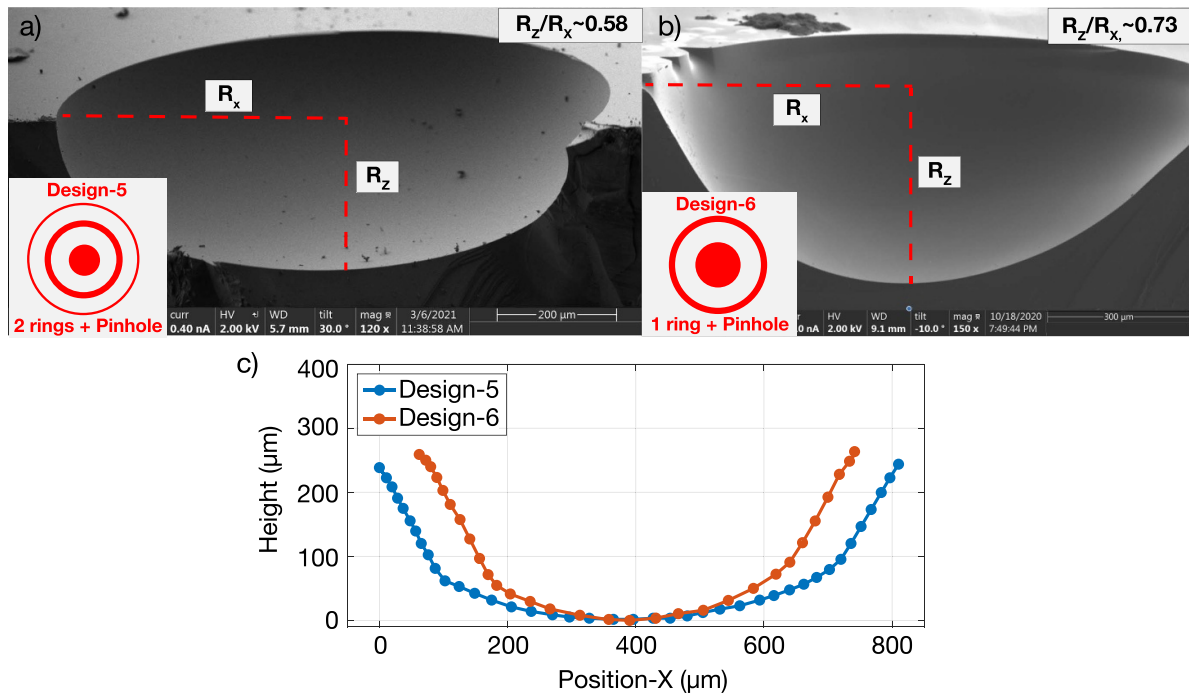 a)
R_z/R_x~0.58
R_x
R_z
Design-5
2 rings + Pinhole
curr HV WD tilt mag 3/6/2021
0.40 nA 2.00 kV 5.7 mm 30.0 ° 120 x 11:38:58 AM
200 µm
b)
R_z/R_x,~0.73
R_x
R_z
Design-6
1 ring + Pinhole
HV WD tilt mag 10/18/2020
nA 2.00 kV 9.1 mm -10.0 ° 150 x 7:49:44 PM
300 µm
c)
Design-5
Design-6
Height (µm)
400
300
200
100
0
0 200 400 600 800
Position-X (µm)